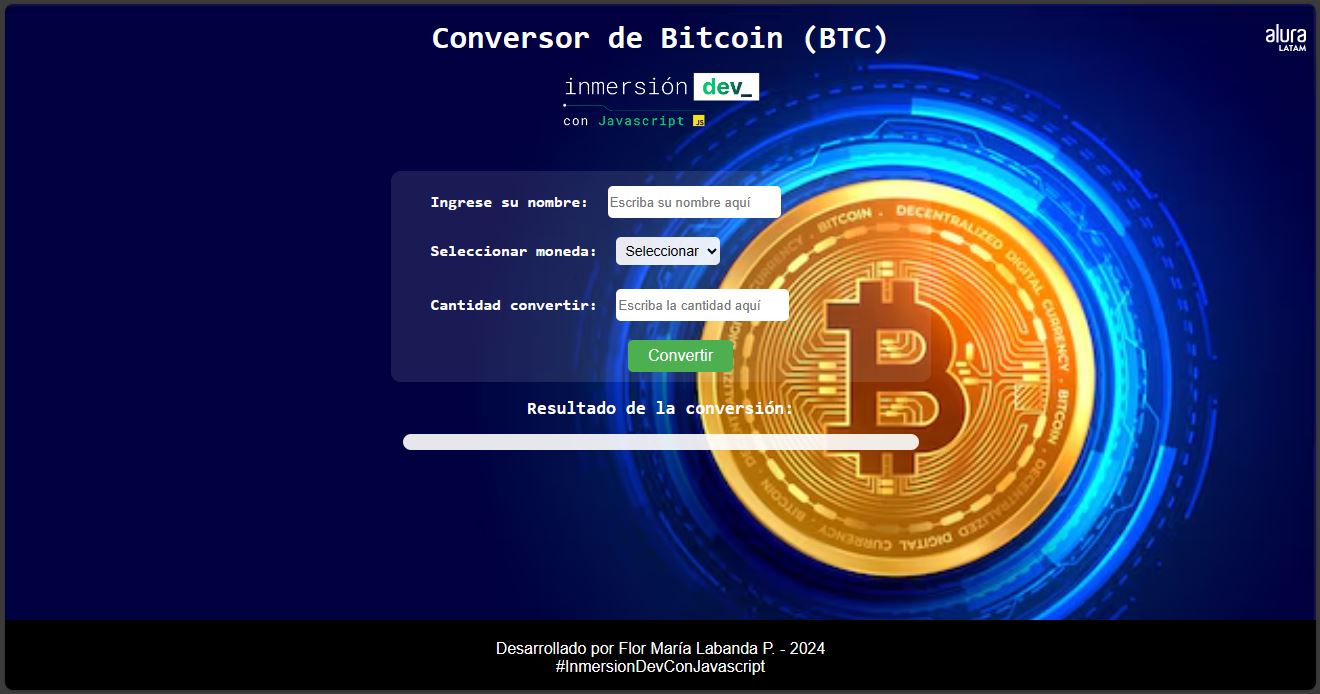 Conversor de Bitcoin (BTC)
alura
LATAM
inmersión dev_
con Javascript JS
Ingrese su nombre: Escriba su nombre aquí
Seleccionar moneda: Seleccionar
Cantidad convertir: Escriba la cantidad aquí
Convertir
Resultado de la conversión:
BITCOIN · DECENTRALIZED DIGITAL CURRENCY · BITCOIN · DECENTRALIZED DIGITAL CURRENCY · BITCOIN ·
Desarrollado por Flor María Labanda P. - 2024
#InmersionDevConJavascript